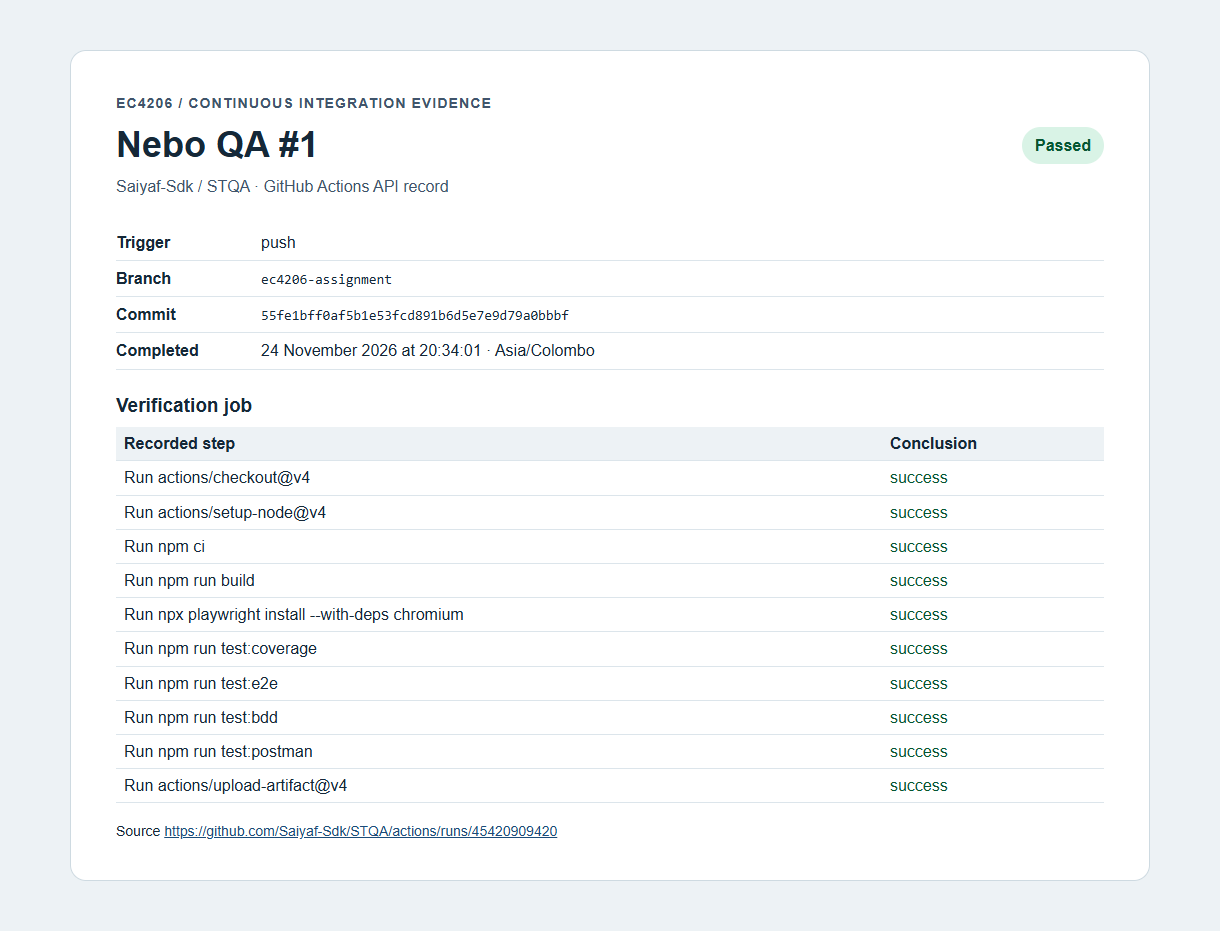 EC4206 / CONTINUOUS INTEGRATION EVIDENCE
Nebo QA #1
Passed
Saiyaf-Sdk / STQA · GitHub Actions API record
Trigger push
Branch ec4206-assignment
Commit 55fe1bff0af5b1e53fcd891b6d5e7e9d79a0bbbf
Completed 24 November 2026 at 20:34:01 · Asia/Colombo
Verification job
Recorded step Conclusion
Run actions/checkout@v4 success
Run actions/setup-node@v4 success
Run npm ci success
Run npm run build success
Run npx playwright install --with-deps chromium success
Run npm run test:coverage success
Run npm run test:e2e success
Run npm run test:bdd success
Run npm run test:postman success
Run actions/upload-artifact@v4 success
Source https://github.com/Saiyaf-Sdk/STQA/actions/runs/45420909420